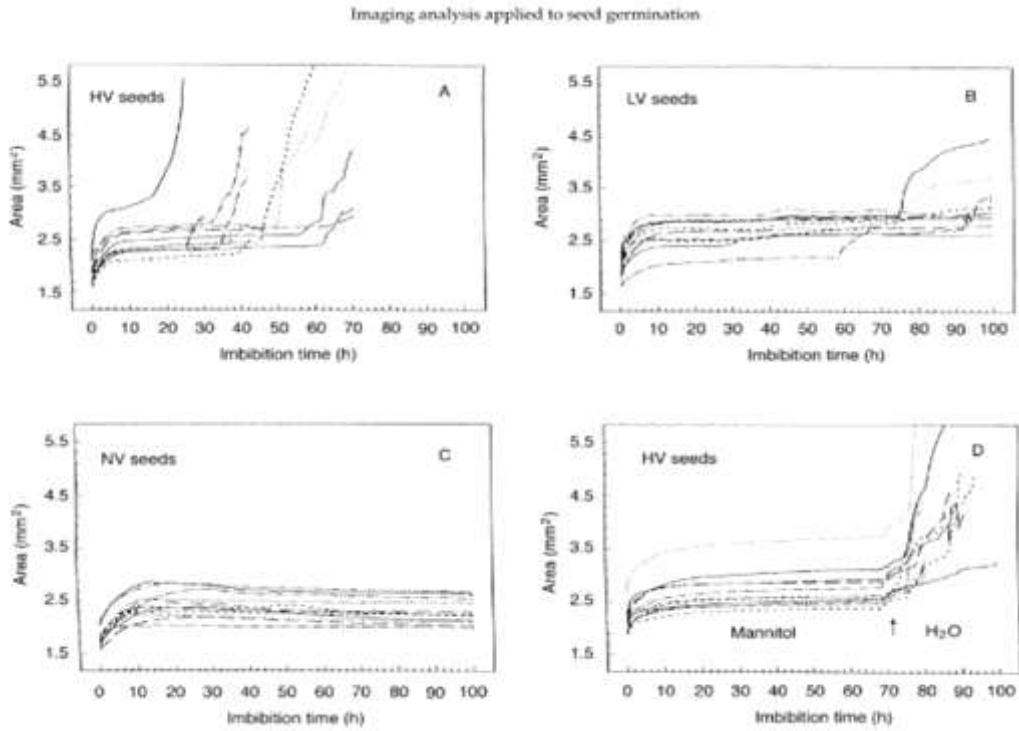 Imaging analysis applied to seed germination
5.5
4.5
3.5
2.5
1.5
Area (mm²)
HV seeds
A
0 10 20 30 40 50 60 70 80 90 100
Imbibition time (h)
5.5
4.5
3.5
2.5
1.5
Area (mm²)
LV seeds
B
0 10 20 30 40 50 60 70 80 90 100
Imbibition time (h)
5.5
4.5
3.5
2.5
1.5
Area (mm²)
NV seeds
C
0 10 20 30 40 50 60 70 80 90 100
Imbibition time (h)
5.5
4.5
3.5
2.5
1.5
Area (mm²)
HV seeds
D
Mannitol ↑ H₂O
0 10 20 30 40 50 60 70 80 90 100
Imbibition time (h)